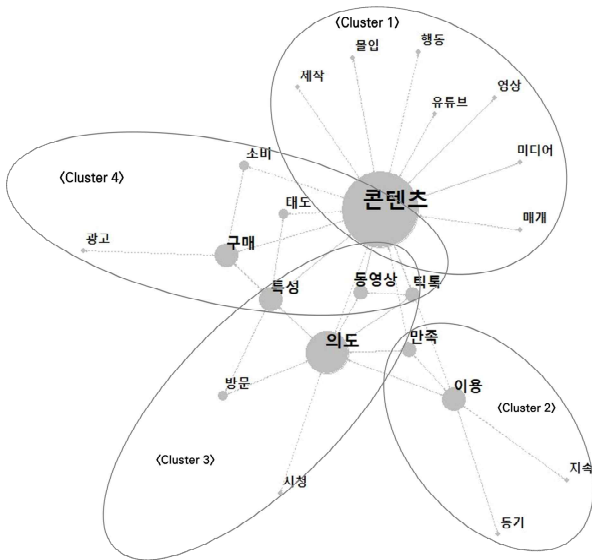 <Cluster 1>
몰입
행동
제작
영상
유튜브
소비
미디어
<Cluster 4>
콘텐츠
대도
매개
광고
구매
동영상
특성
틱톡
의도
만족
이용
방문
<Cluster 2>
<Cluster 3>
시청
지속
동기